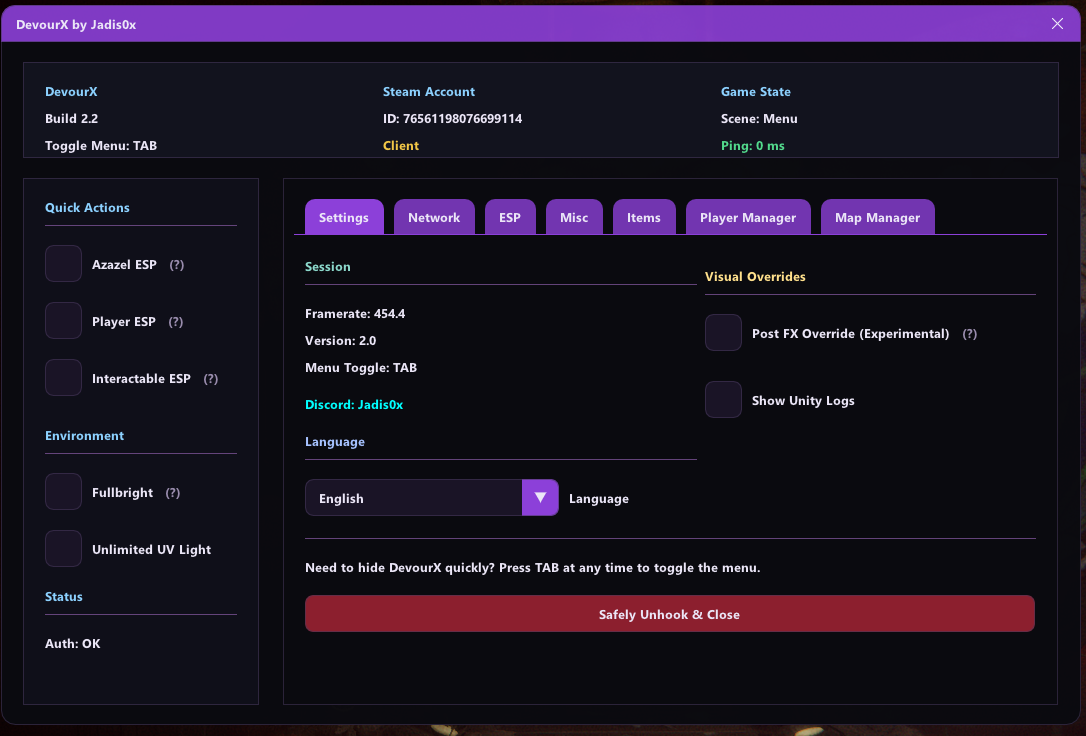 DevourX by Jadis0x
DevourX
Build 2.2
Toggle Menu: TAB
Steam Account
ID: 76561198076699114
Client
Game State
Scene: Menu
Ping: 0 ms
Quick Actions
Azazel ESP (?)
Player ESP (?)
Interactable ESP (?)
Environment
Fullbright (?)
Unlimited UV Light
Status
Auth: OK
Settings Network ESP Misc Items Player Manager Map Manager
Session
Framerate: 454.4
Version: 2.0
Menu Toggle: TAB
Discord: Jadis0x
Language
English Language
Visual Overrides
Post FX Override (Experimental) (?)
Show Unity Logs
Need to hide DevourX quickly? Press TAB at any time to toggle the menu.
Safely Unhook & Close